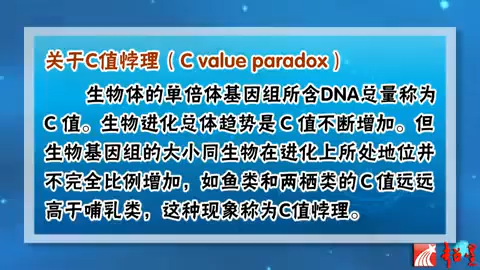 关于C值悖理（C value paradox）
生物体的单倍体基因组所含DNA总量称为
C 值。生物进化总体趋势是 C 值不断增加。但
生物基因组的大小同生物在进化上所处地位并
不完全比例增加，如鱼类和两栖类的 C 值远远
高于哺乳类，这种现象称为C值悖理。